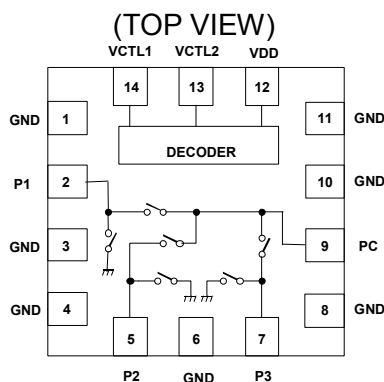 (TOP VIEW)
VCTL1 VCTL2 VDD
14 13 12
GND 1 11 GND
DECODER
P1 2 10 GND
GND 3 9 PC
GND 4 8 GND
5 6 7
P2 GND P3